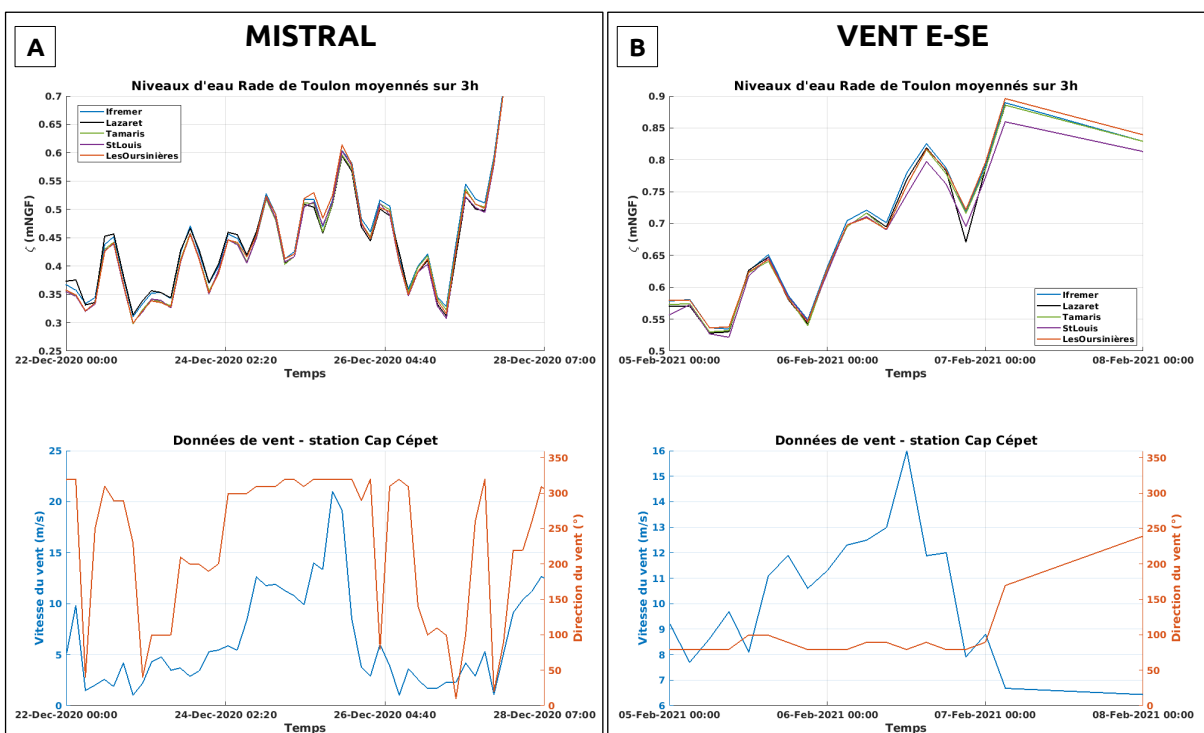 A
MISTRAL
Niveaux d'eau Rade de Toulon moyennés sur 3h
0.7
0.65
0.6
0.55
0.5
0.45
0.4
0.35
0.3
0.25
ζ (mNGF)
Ifremer
Lazaret
Tamaris
StLouis
LesOursinières
22-Dec-2020 00:00
24-Dec-2020 02:20
26-Dec-2020 04:40
28-Dec-2020 07:00
Temps
Données de vent - station Cap Cépet
25
20
15
10
5
0
Vitesse du vent (m/s)
350
300
250
200
150
100
50
0
Direction du vent (°)
22-Dec-2020 00:00
24-Dec-2020 02:20
26-Dec-2020 04:40
28-Dec-2020 07:00
Temps
B
VENT E-SE
Niveaux d'eau Rade de Toulon moyennés sur 3h
0.9
0.85
0.8
0.75
0.7
0.65
0.6
0.55
0.5
ζ (mNGF)
Ifremer
Lazaret
Tamaris
StLouis
LesOursinières
05-Feb-2021 00:00
06-Feb-2021 00:00
07-Feb-2021 00:00
08-Feb-2021 00:00
Temps
Données de vent - station Cap Cépet
16
15
14
13
12
11
10
9
8
7
6
Vitesse du vent (m/s)
350
300
250
200
150
100
50
0
Direction du vent (°)
05-Feb-2021 00:00
06-Feb-2021 00:00
07-Feb-2021 00:00
08-Feb-2021 00:00
Temps